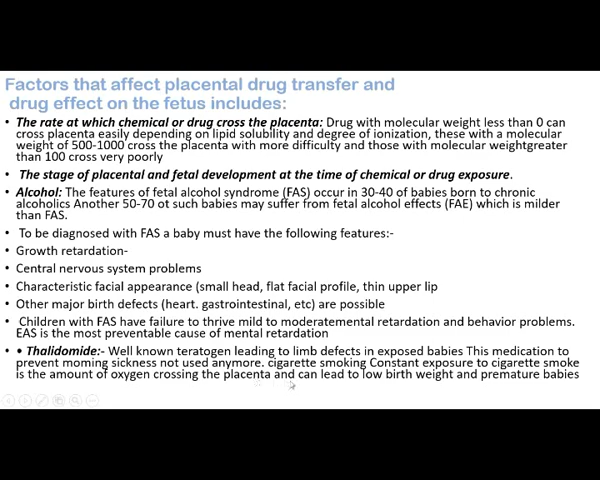 Factors that affect placental drug transfer and
drug effect on the fetus includes:
• The rate at which chemical or drug cross the placenta: Drug with molecular weight less than 0 can
cross placenta easily depending on lipid solubility and degree of ionization, these with a molecular
weight of 500-1000 cross the placenta with more difficulty and those with molecular weightgreater
than 100 cross very poorly
• The stage of placental and fetal development at the time of chemical or drug exposure.
• Alcohol: The features of fetal alcohol syndrome (FAS) occur in 30-40 of babies born to chronic
alcoholics Another 50-70 ot such babies may suffer from fetal alcohol effects (FAE) which is milder
than FAS.
• To be diagnosed with FAS a baby must have the following features:-
• Growth retardation-
• Central nervous system problems
• Characteristic facial appearance (small head, flat facial profile, thin upper lip
• Other major birth defects (heart. gastrointestinal, etc) are possible
• Children with FAS have failure to thrive mild to moderatemental retardation and behavior problems.
EAS is the most preventable cause of mental retardation
• • Thalidomide:- Well known teratogen leading to limb defects in exposed babies This medication to
prevent moming sickness not used anymore. cigarette smoking Constant exposure to cigarette smoke
is the amount of oxygen crossing the placenta and can lead to low birth weight and premature babies